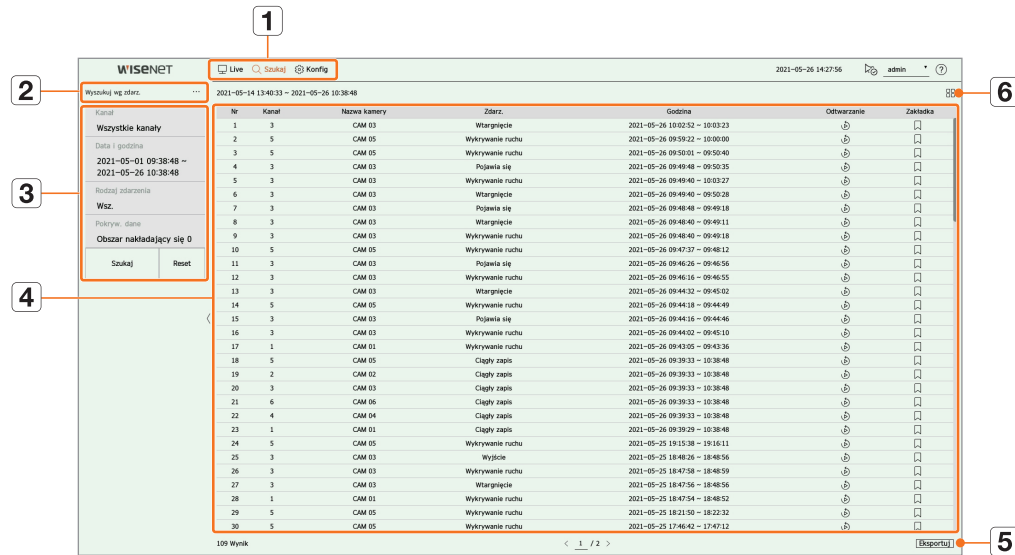 1
WISENET Live Szukaj Konfig 2021-05-26 14:27:56 admin ?
2
Wyszukuj wg zdarz. ... 2021-05-14 13:40:33 ~ 2021-05-26 10:38:48
6
Kanał
Wszystkie kanały
Data i godzina
2021-05-01 09:38:48 ~
2021-05-26 10:38:48
3
Rodzaj zdarzenia
Wsz.
Pokryw. dane
Obszar nakładający się 0
Szukaj Reset
4
Nr Kanał Nazwa kamery Zdarz. Godzina Odtwarzanie Zakładka
1 3 CAM 03 Wtargnięcie 2021-05-26 10:02:52 ~ 10:03:23
2 5 CAM 05 Wykrywanie ruchu 2021-05-26 09:59:22 ~ 10:00:00
3 5 CAM 05 Wykrywanie ruchu 2021-05-26 09:50:01 ~ 09:50:40
4 3 CAM 03 Pojawia się 2021-05-26 09:49:48 ~ 09:50:35
5 3 CAM 03 Wykrywanie ruchu 2021-05-26 09:49:40 ~ 10:03:27
6 3 CAM 03 Wtargnięcie 2021-05-26 09:49:40 ~ 09:50:28
7 3 CAM 03 Pojawia się 2021-05-26 09:48:48 ~ 09:49:18
8 3 CAM 03 Wtargnięcie 2021-05-26 09:48:40 ~ 09:49:11
9 3 CAM 03 Wykrywanie ruchu 2021-05-26 09:48:40 ~ 09:49:18
10 5 CAM 05 Wykrywanie ruchu 2021-05-26 09:47:37 ~ 09:48:12
11 3 CAM 03 Pojawia się 2021-05-26 09:46:26 ~ 09:46:56
12 3 CAM 03 Wykrywanie ruchu 2021-05-26 09:46:16 ~ 09:46:55
13 3 CAM 03 Wtargnięcie 2021-05-26 09:44:32 ~ 09:45:02
14 5 CAM 05 Wykrywanie ruchu 2021-05-26 09:44:18 ~ 09:44:49
15 3 CAM 03 Pojawia się 2021-05-26 09:44:16 ~ 09:44:46
16 3 CAM 03 Wykrywanie ruchu 2021-05-26 09:44:02 ~ 09:45:10
17 1 CAM 01 Wykrywanie ruchu 2021-05-26 09:43:05 ~ 09:43:36
18 5 CAM 05 Ciągły zapis 2021-05-26 09:39:33 ~ 10:38:48
19 2 CAM 02 Ciągły zapis 2021-05-26 09:39:33 ~ 10:38:48
20 3 CAM 03 Ciągły zapis 2021-05-26 09:39:33 ~ 10:38:48
21 6 CAM 06 Ciągły zapis 2021-05-26 09:39:33 ~ 10:38:48
22 4 CAM 04 Ciągły zapis 2021-05-26 09:39:33 ~ 10:38:48
23 1 CAM 01 Ciągły zapis 2021-05-26 09:39:29 ~ 10:38:48
24 5 CAM 05 Wykrywanie ruchu 2021-05-25 19:15:38 ~ 19:16:11
25 3 CAM 03 Wyjście 2021-05-25 18:48:26 ~ 18:48:56
26 3 CAM 03 Wykrywanie ruchu 2021-05-25 18:47:58 ~ 18:48:59
27 3 CAM 03 Wtargnięcie 2021-05-25 18:47:56 ~ 18:48:56
28 1 CAM 01 Wykrywanie ruchu 2021-05-25 18:47:54 ~ 18:48:52
29 5 CAM 05 Wykrywanie ruchu 2021-05-25 18:21:50 ~ 18:22:32
30 5 CAM 05 Wykrywanie ruchu 2021-05-25 17:46:42 ~ 17:47:12
109 Wynik < 1 / 2 > Eksportuj
5